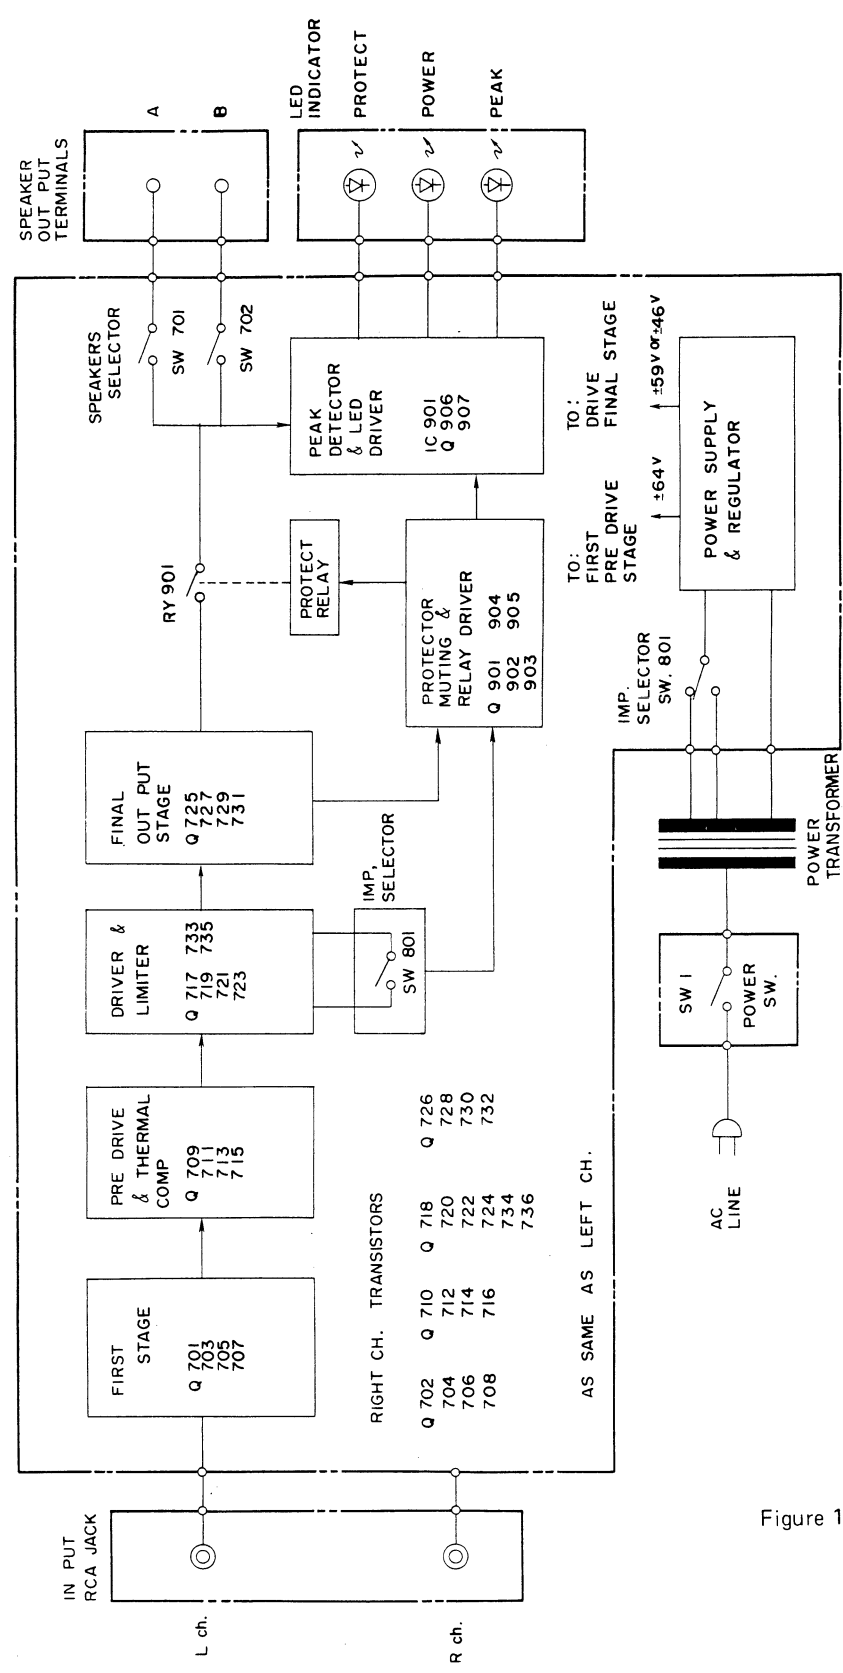 IN PUT
RCA JACK
L ch.
R ch.
FIRST
STAGE
Q 701
703
705
707
PRE DRIVE
& THERMAL
COMP
Q 709
711
713
715
DRIVER &
LIMITER
Q 717 733
719 735
721
723
FINAL
OUT PUT
STAGE
Q 725
727
729
731
IMP,
SELECTOR
SW 801
RY 901
PROTECT
RELAY
PROTECTOR
MUTING &
RELAY DRIVER
Q 901 904
902 905
903
SPEAKERS
SELECTOR
SW 701
SW 702
PEAK
DETECTOR
& LED
DRIVER
IC 901
Q 906
907
SPEAKER
OUT PUT
TERMINALS
A
B
LED
INDICATOR
PROTECT
POWER
PEAK
RIGHT CH. TRANSISTORS
Q 702 Q 710 Q 718 Q 726
704 712 720 728
706 714 722 730
708 716 724 732
734
736
AS SAME AS LEFT CH.
AC
LINE
SW 1
POWER
SW.
POWER
TRANSFORMER
IMP.
SELECTOR
SW. 801
POWER SUPPLY
& REGULATOR
TO:
FIRST
PRE DRIVE
STAGE
±64V
TO:
DRIVE
FINAL STAGE
±59V or ±46V
Figure 1